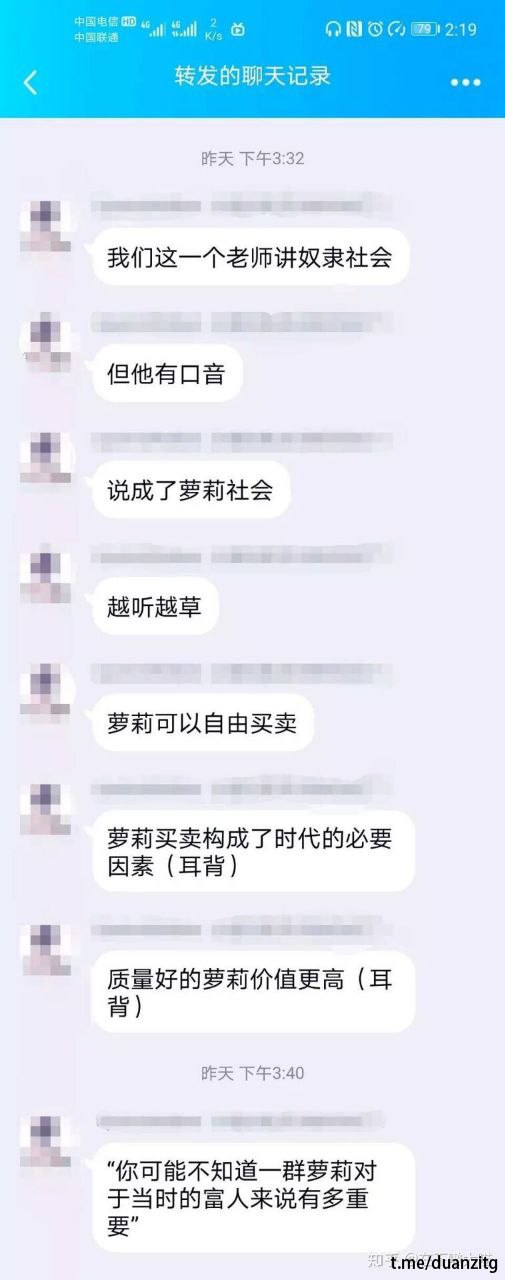 中国电信 HD 4G 4G 2 K/s 79 2:19
中国联通
转发的聊天记录
昨天 下午3:32
我们这一个老师讲奴隶社会
但他有口音
说成了萝莉社会
越听越草
萝莉可以自由买卖
萝莉买卖构成了时代的必要
因素（耳背）
质量好的萝莉价值更高（耳
背）
昨天 下午3:40
“你可能不知道一群萝莉对
于当时的富人来说有多重
要”
知乎
t.me/duanzitg